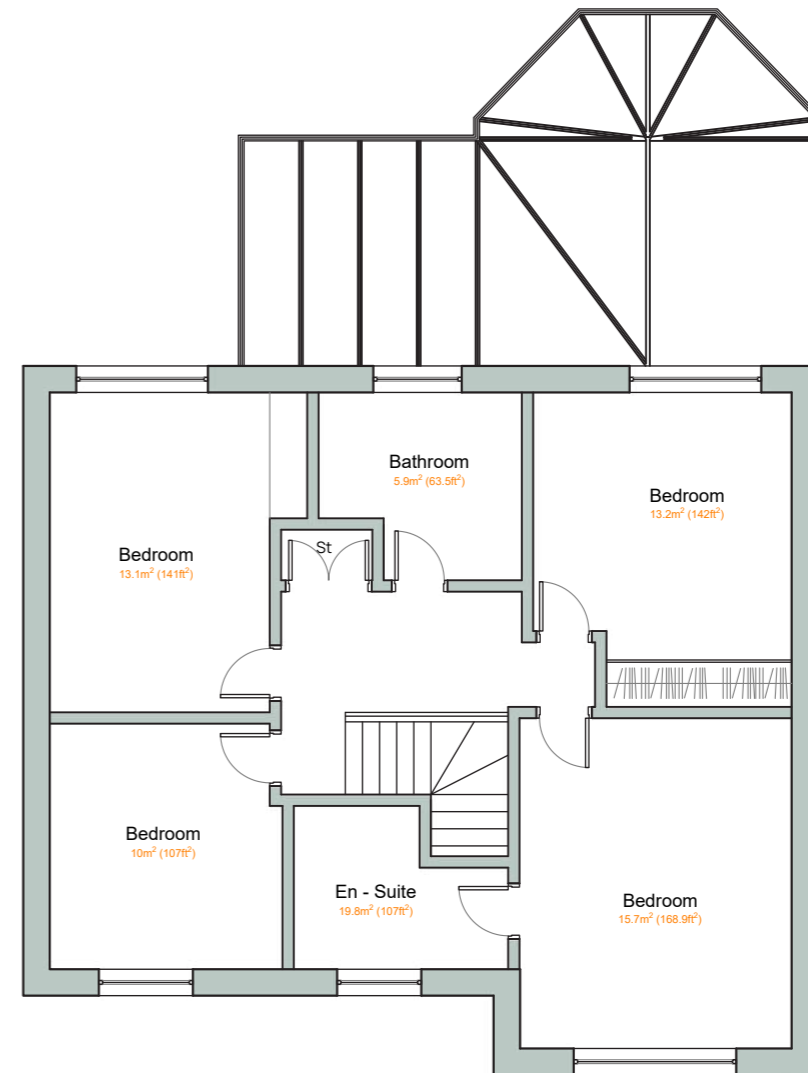 Bathroom
5.9m² (63.5ft²)
Bedroom
13.2m² (142ft²)
St
Bedroom
13.1m² (141ft²)
Bedroom
10m² (107ft²)
En - Suite
19.8m² (107ft²)
Bedroom
15.7m² (168.9ft²)